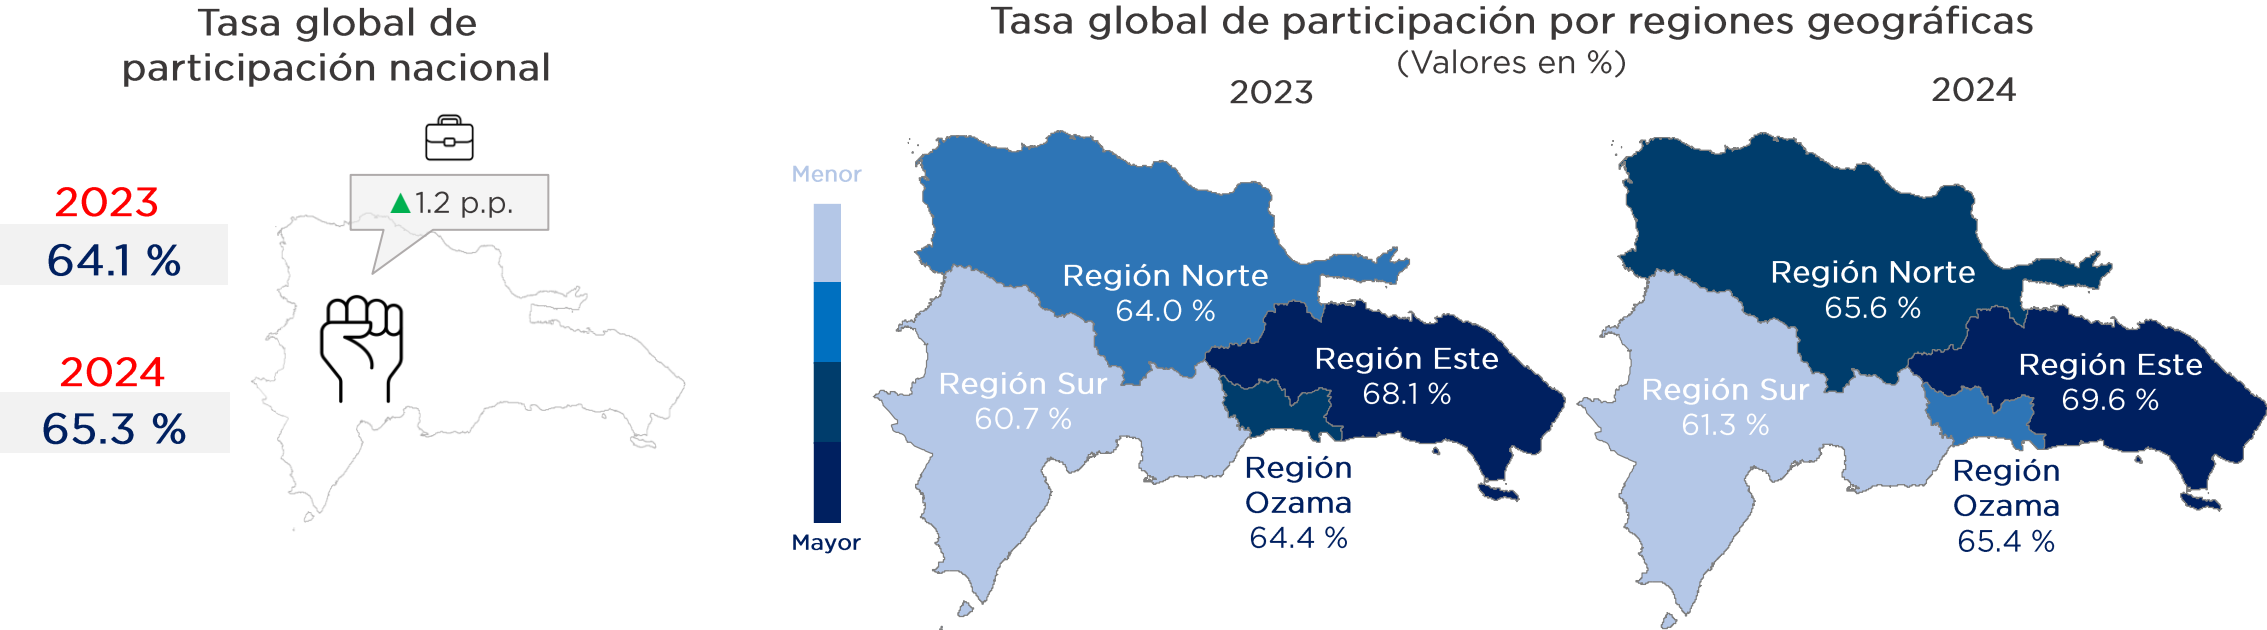 Tasa global de
participación nacional
1.2 p.p.
2023
64.1 %
2024
65.3 %
Tasa global de participación por regiones geográficas
(Valores en %)
Menor
Mayor
2023
Región Norte
64.0 %
Región Este
68.1 %
Región Sur
60.7 %
Región
Ozama
64.4 %
2024
Región Norte
65.6 %
Región Este
69.6 %
Región Sur
61.3 %
Región
Ozama
65.4 %